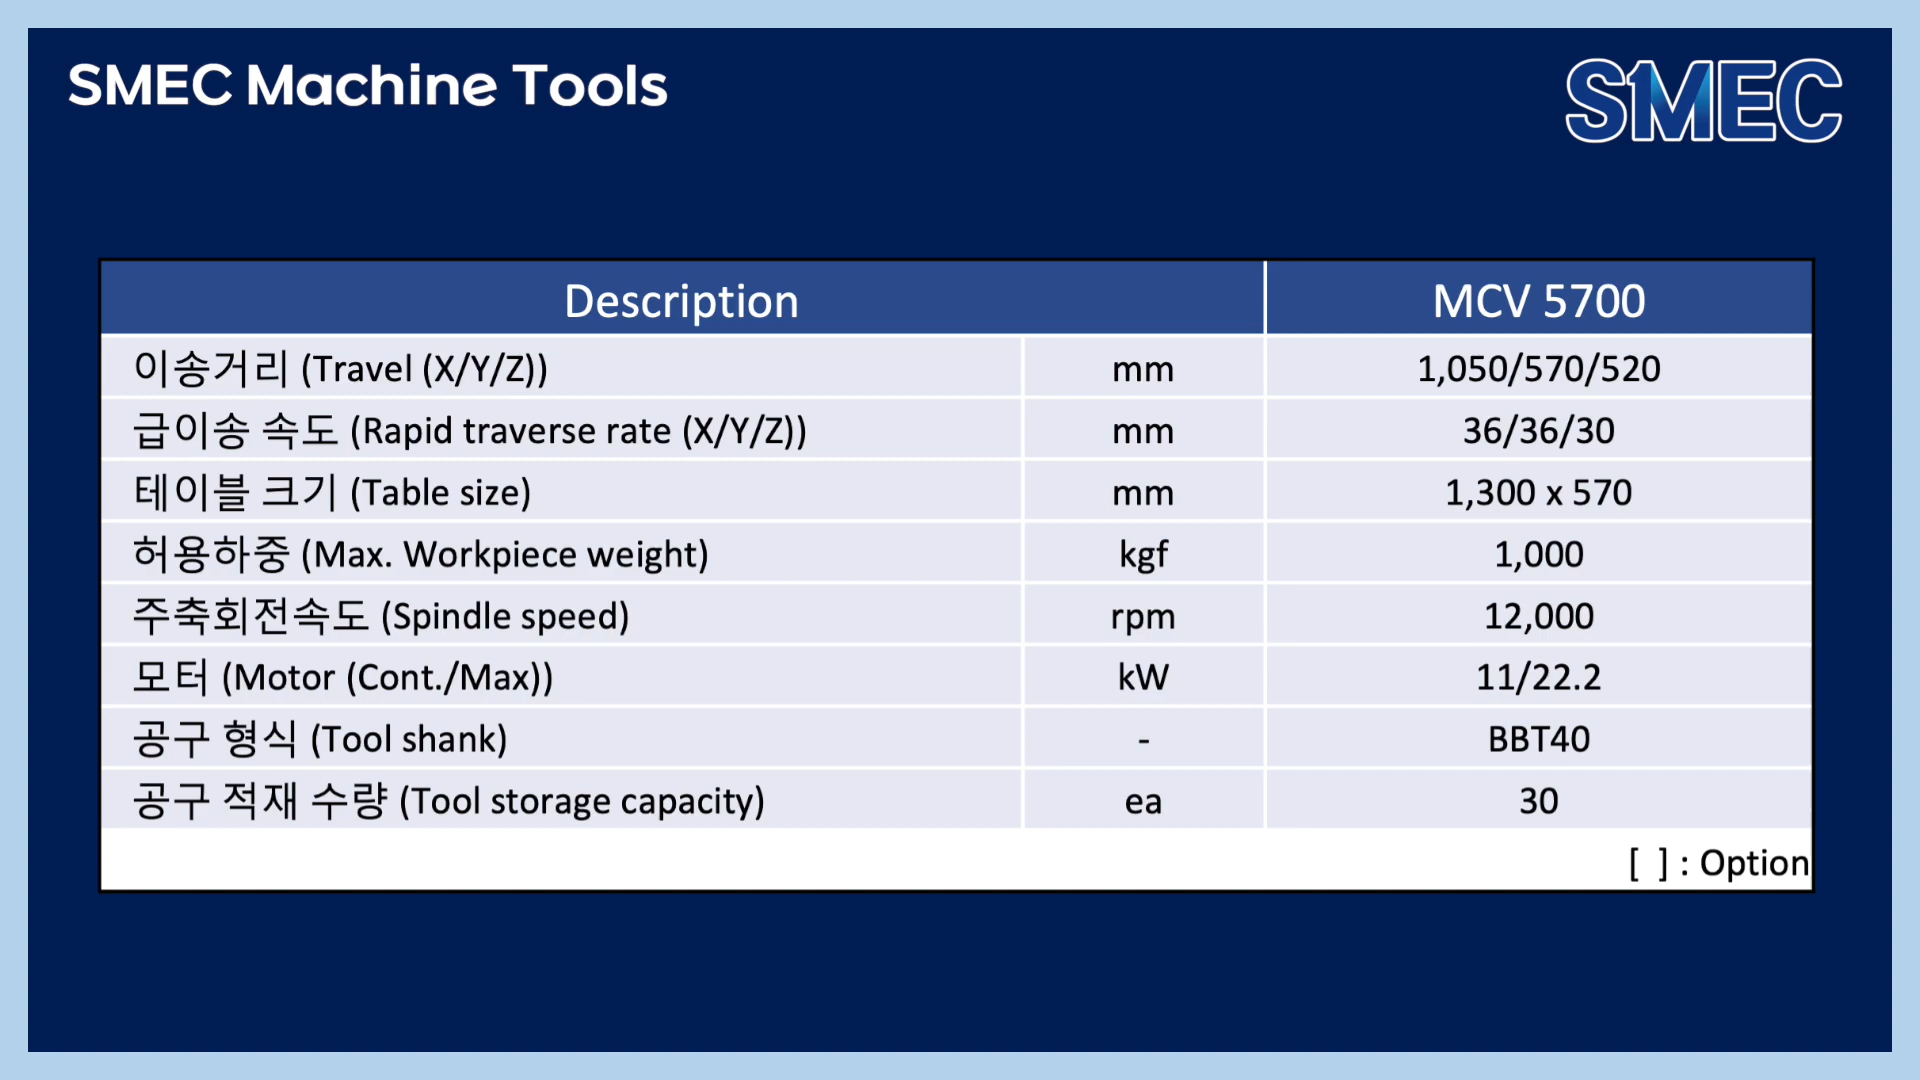 SMEC Machine Tools
SMEC
Description MCV 5700
이송거리 (Travel (X/Y/Z)) mm 1,050/570/520
급이송 속도 (Rapid traverse rate (X/Y/Z)) mm 36/36/30
테이블 크기 (Table size) mm 1,300 x 570
허용하중 (Max. Workpiece weight) kgf 1,000
주축회전속도 (Spindle speed) rpm 12,000
모터 (Motor (Cont./Max)) kW 11/22.2
공구 형식 (Tool shank) - BBT40
공구 적재 수량 (Tool storage capacity) ea 30
[ ] : Option